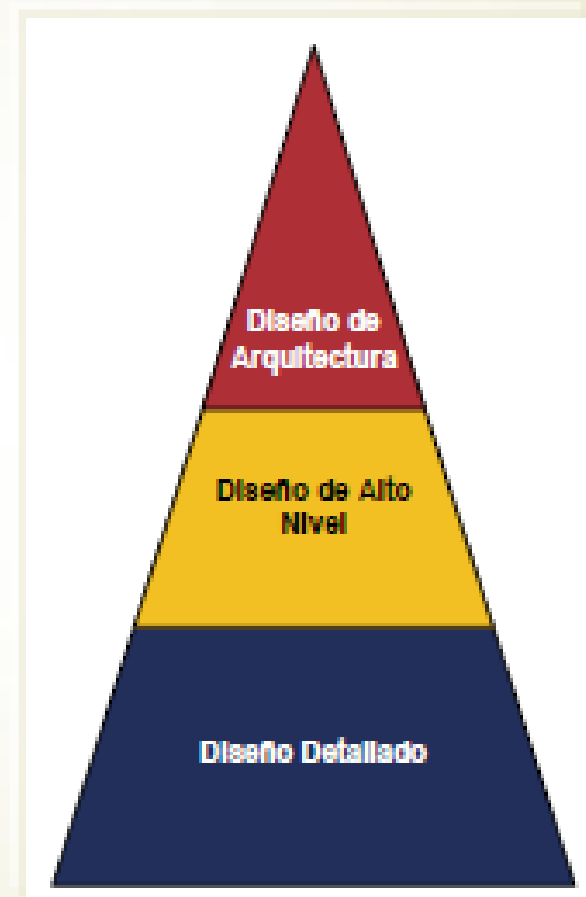 Diseño de
Arquitectura
Diseño de Alto
Nivel
Diseño Detallado